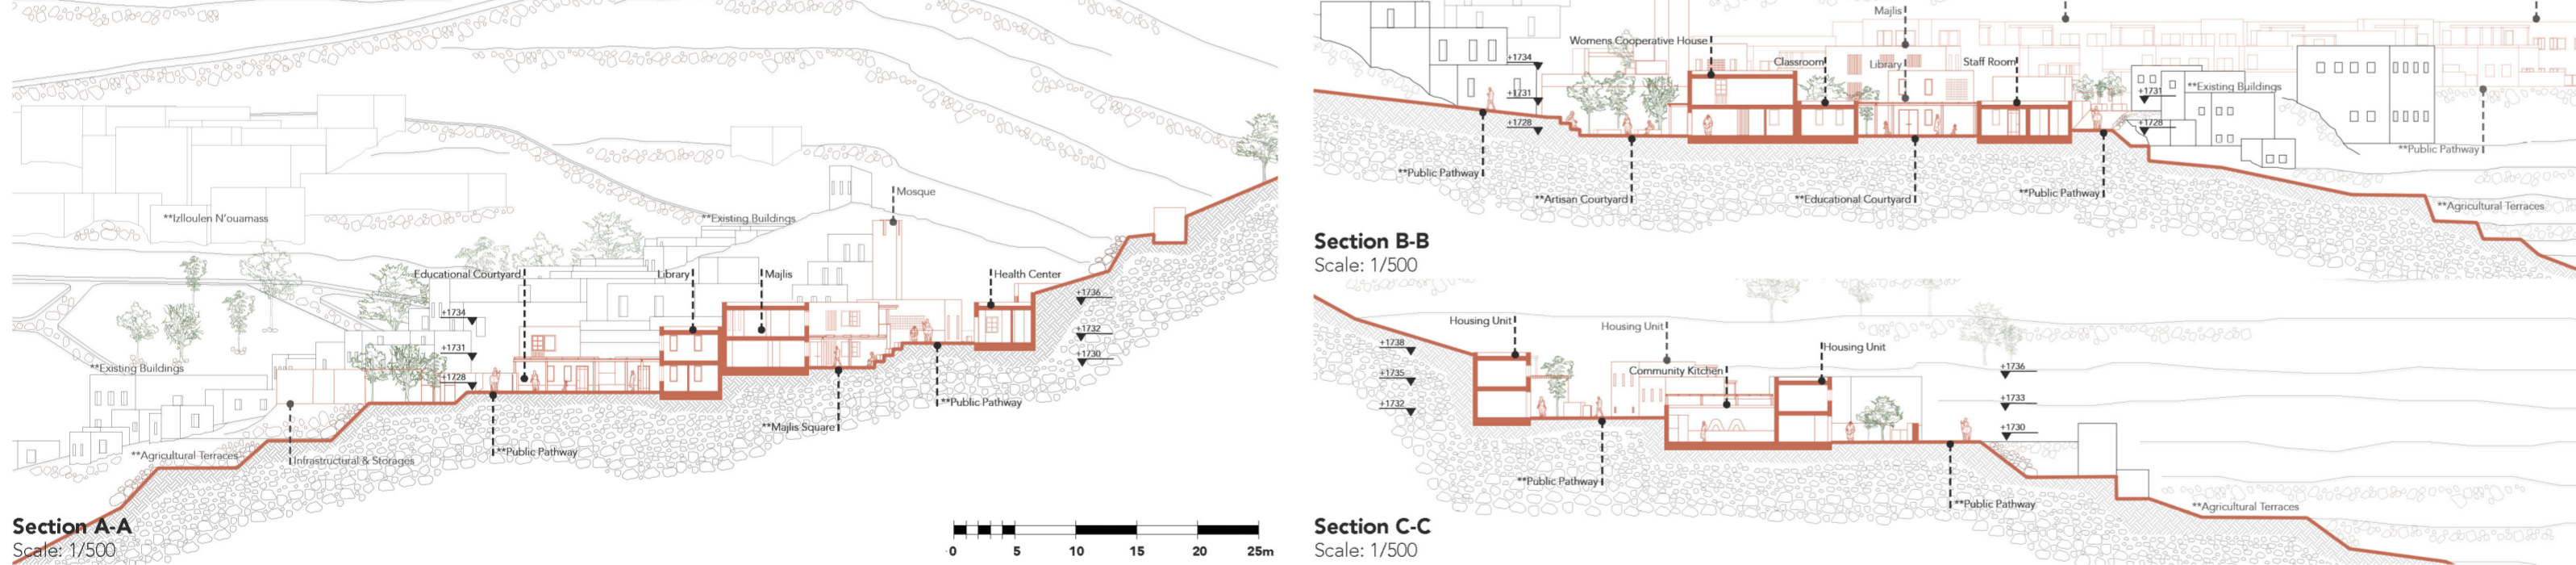 **Izlloulen N'ouamass
**Existing Buildings
Mosque
Educational Courtyard
Library
Majlis
Health Center
+1736
+1734
+1732
+1731
+1730
+1728
**Existing Buildings
**Public Pathway
**Majlis Square
**Public Pathway
**Agricultural Terraces
Infrastructural & Storages
Section A-A
Scale: 1/500
0 5 10 15 20 25m
Majlis
Womens Cooperative House
+1734
Classroom
Library
Staff Room
+1731
+1731
**Existing Buildings
+1728
+1728
**Public Pathway
**Public Pathway
**Artisan Courtyard
**Educational Courtyard
**Public Pathway
**Agricultural Terraces
Section B-B
Scale: 1/500
Housing Unit
Housing Unit
+1738
Housing Unit
+1735
Community Kitchen
+1736
+1732
+1733
+1730
**Public Pathway
**Public Pathway
**Agricultural Terraces
Section C-C
Scale: 1/500